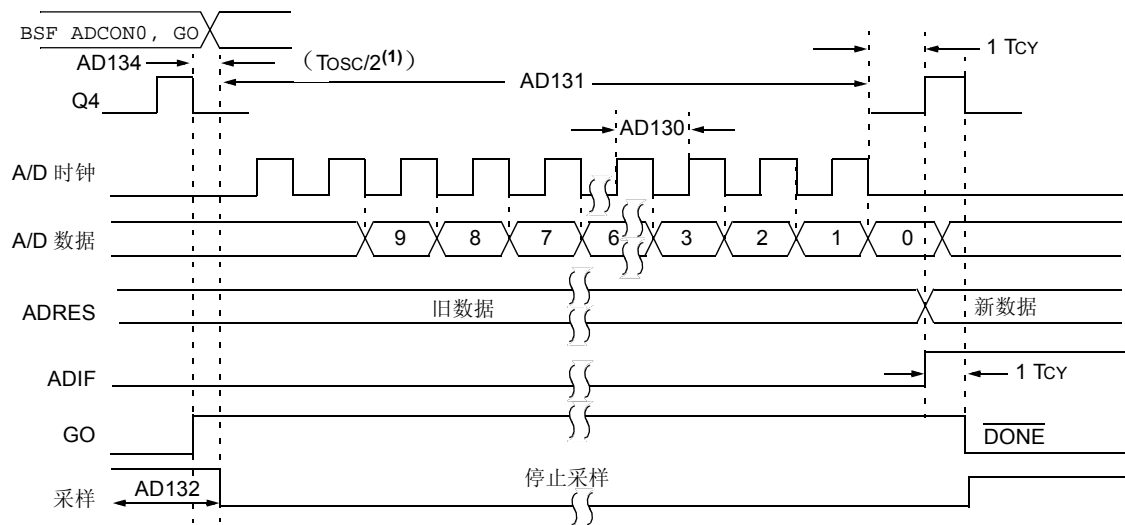 BSF ADCON0, GO
1 TCY
AD134
(TOSC/2(1))
AD131
Q4
AD130
A/D 时钟
A/D 数据
9 8 7 6 3 2 1 0
ADRES
旧数据
新数据
ADIF
1 TCY
GO
DONE
采样
AD132
停止采样